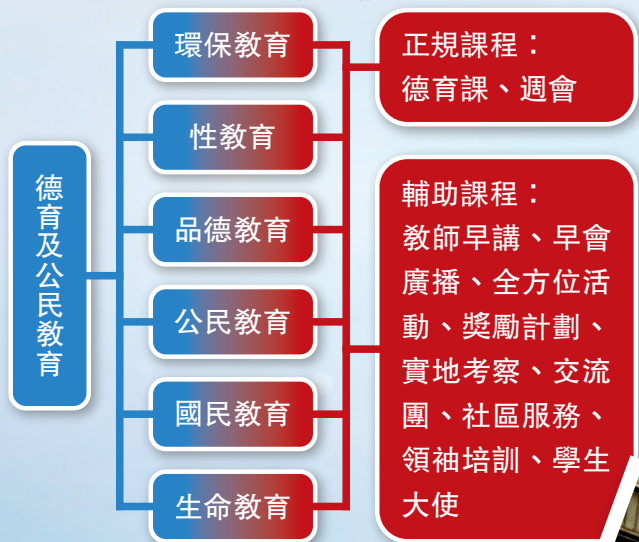 德育及公民教育
環保教育
性教育
品德教育
公民教育
國民教育
生命教育
正規課程：
德育課、週會
輔助課程：
教師早講、早會
廣播、全方位活
動、獎勵計劃、
實地考察、交流
團、社區服務、
領袖培訓、學生
大使